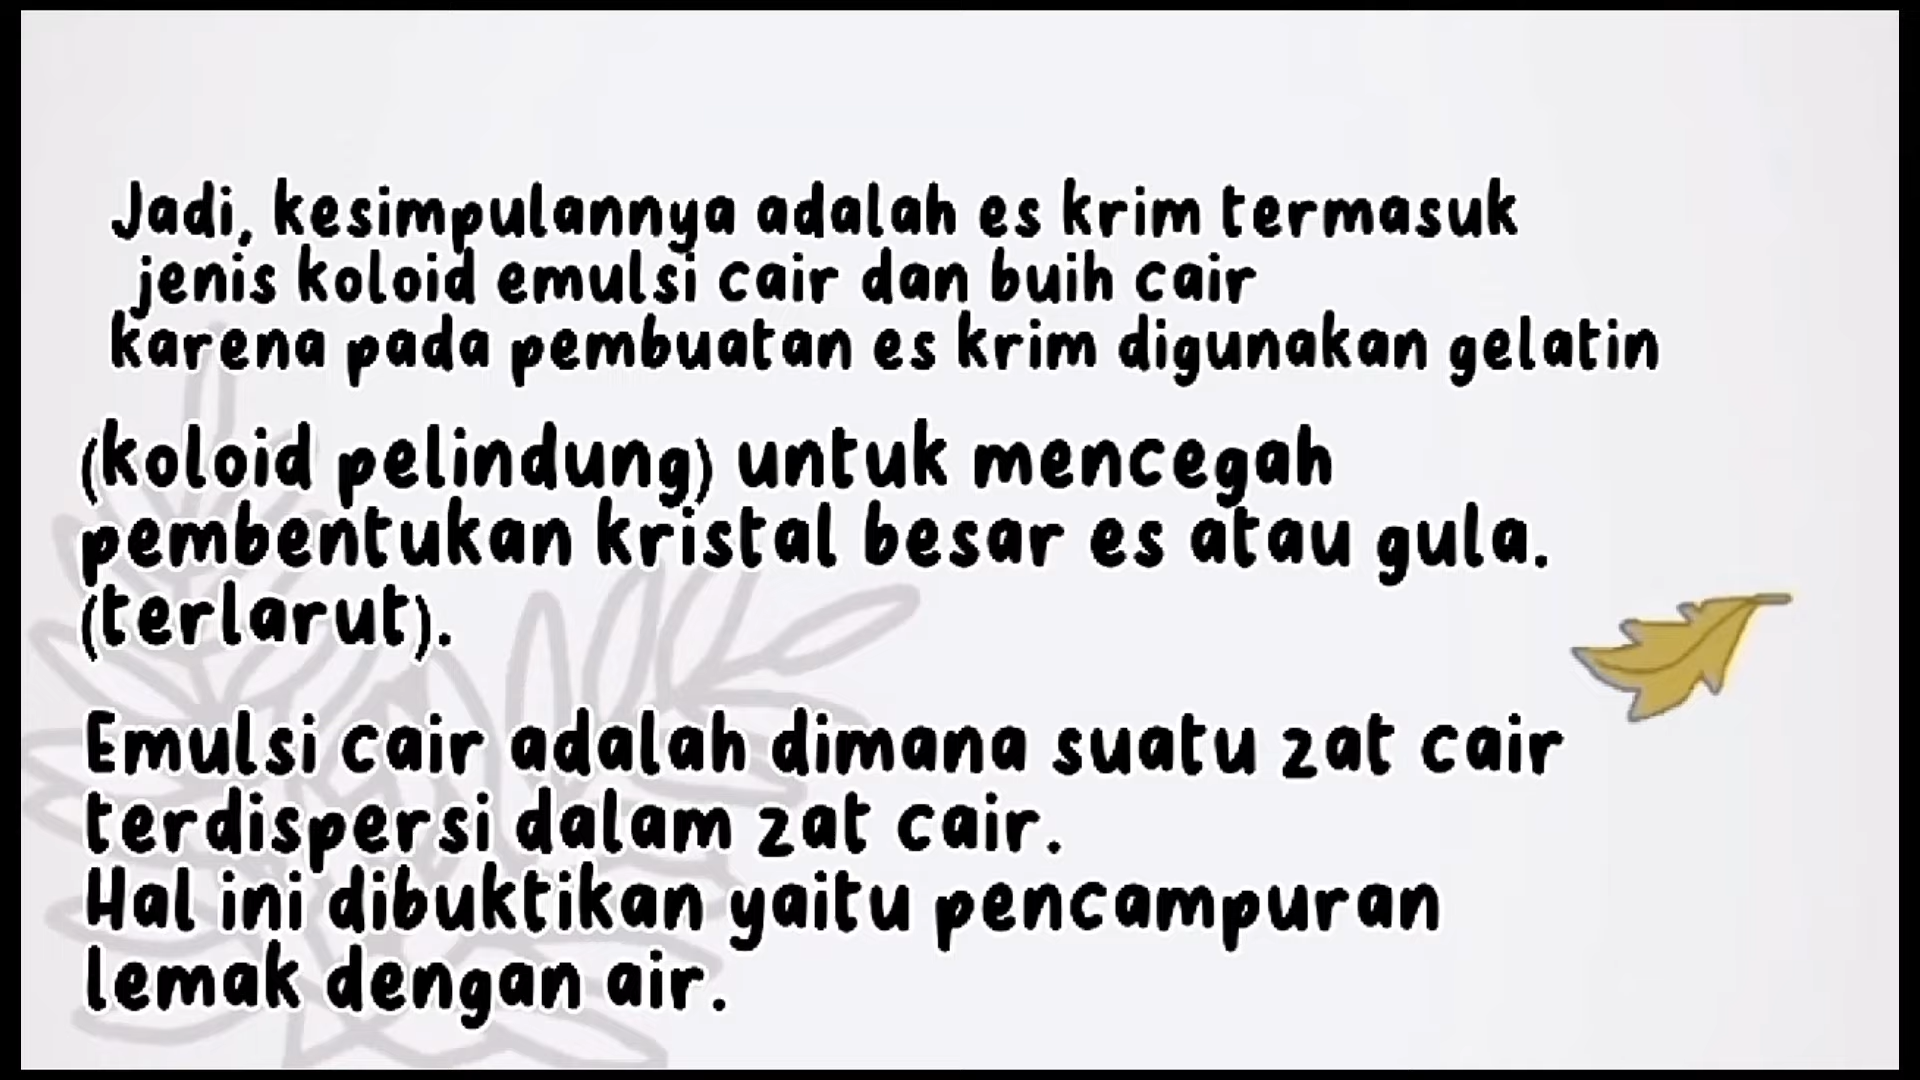 Jadi, kesimpulannya adalah es krim termasuk
jenis koloid emulsi cair dan buih cair
karena pada pembuatan es krim digunakan gelatin
(koloid pelindung) untuk mencegah
pembentukan kristal besar es atau gula.
(terlarut).
Emulsi cair adalah dimana suatu zat cair
terdispersi dalam zat cair.
Hal ini dibuktikan yaitu pencampuran
lemak dengan air.